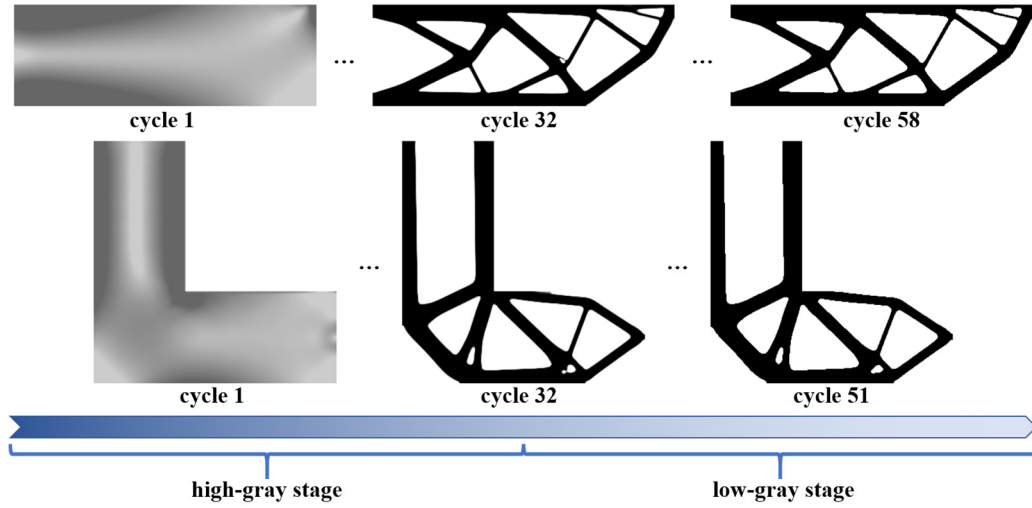 ... ...
cycle 1 cycle 32 cycle 58
... ...
cycle 1 cycle 32 cycle 51
high-gray stage low-gray stage